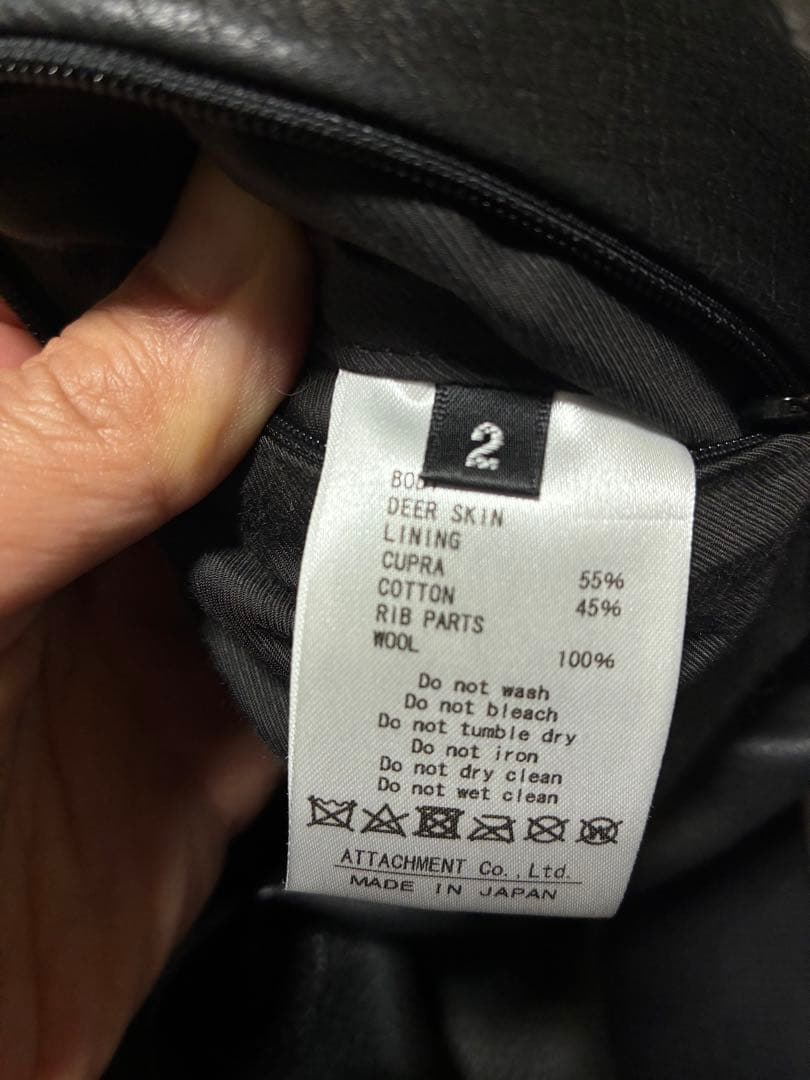 2
BODY
DEER SKIN
LINING
CUPRA 55%
COTTON 45%
RIB PARTS
WOOL 100%
Do not wash
Do not bleach
Do not tumble dry
Do not iron
Do not dry clean
Do not wet clean
W
ATTACHMENT Co.,Ltd.
MADE IN JAPAN